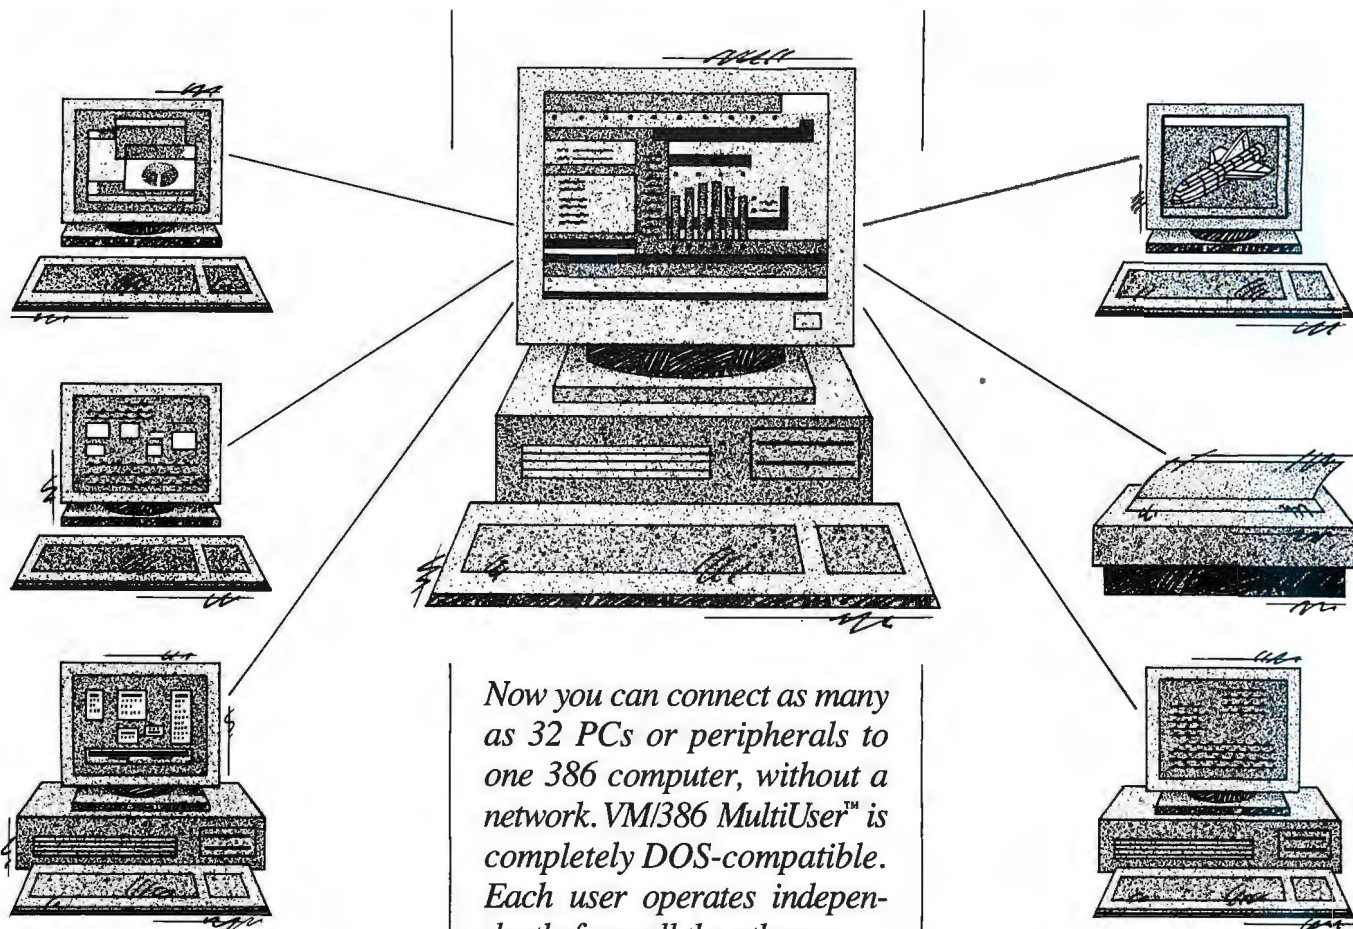 Now you can connect as many
as 32 PCs or peripherals to
one 386 computer, without a
network. VM/386 MultiUser™ is
completely DOS-compatible.
Each user operates indepen-